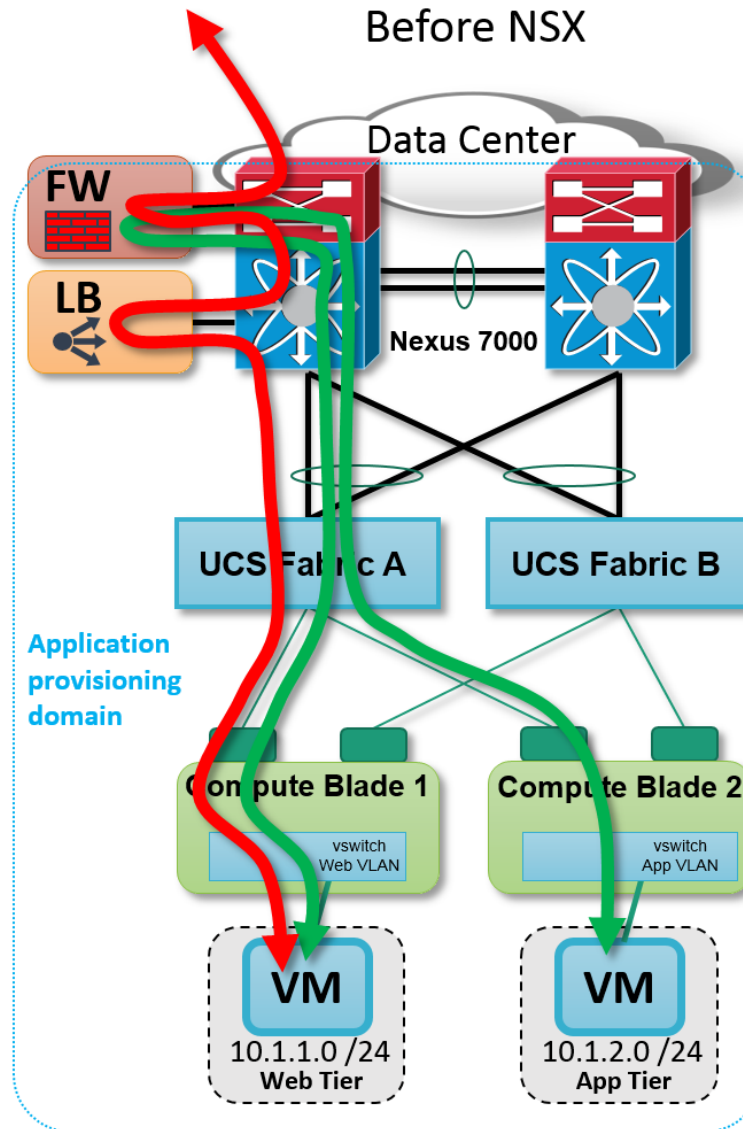 Before NSX
Data Center
FW
LB
Nexus 7000
UCS Fabric A
UCS Fabric B
Application
provisioning
domain
Compute Blade 1
Compute Blade 2
vswitch
Web VLAN
vswitch
App VLAN
VM
VM
10.1.1.0 /24
Web Tier
10.1.2.0 /24
App Tier